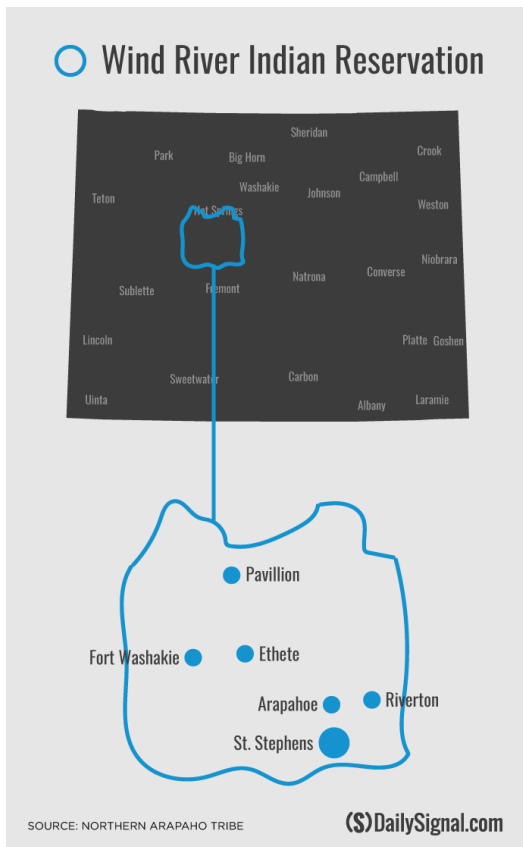 Wind River Indian Reservation
Sheridan
Crook
Park
Big Horn
Campbell
Washakie
Johnson
Teton
Weston
Hot Springs
Niobrara
Converse
Natrona
Sublette
Fremont
Lincoln
Platte Goshen
Sweetwater
Carbon
Uinta
Albany
Laramie
Pavillion
Fort Washakie
Ethete
Arapahoe
Riverton
St. Stephens
SOURCE: NORTHERN ARAPAHO TRIBE
(S) DailySignal.com